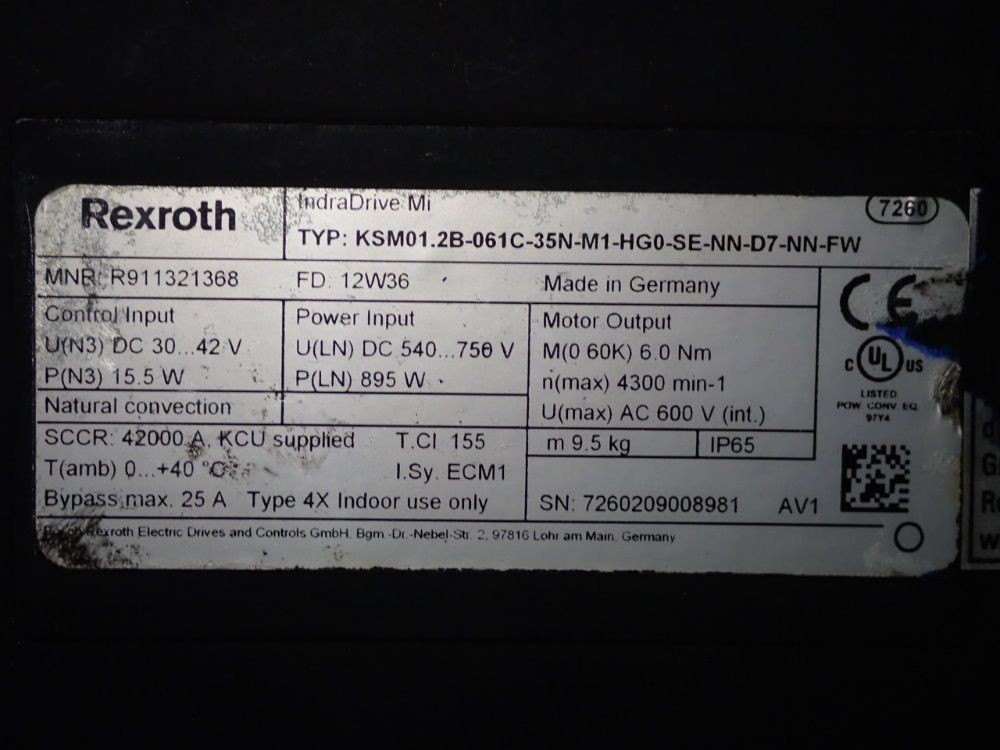 Rexroth
IndraDrive Mi
7260
TYP: KSM01.2B-061C-35N-M1-HG0-SE-NN-D7-NN-FW
MNR: R911321368
FD: 12W36
Made in Germany
Control Input
U(N3) DC 30...42 V
P(N3) 15.5 W
Power Input
U(LN) DC 540...750 V
P(LN) 895 W
Motor Output
M(0 60K) 6.0 Nm
n(max) 4300 min-1
U(max) AC 600 V (int.)
Natural convection
SCCR: 42000 A, KCU supplied T.Cl 155
T(amb) 0...+40 °C I.Sy. ECM1
Bypass max. 25 A Type 4X Indoor use only
m 9.5 kg
IP65
SN: 7260209008981 AV1
CE
C UL US
LISTED
POW CONV EQ
97Y4
Rexroth Electric Drives and Controls GmbH, Bgm.-Dr.-Nebel-Str. 2, 97816 Lohr am Main, Germany